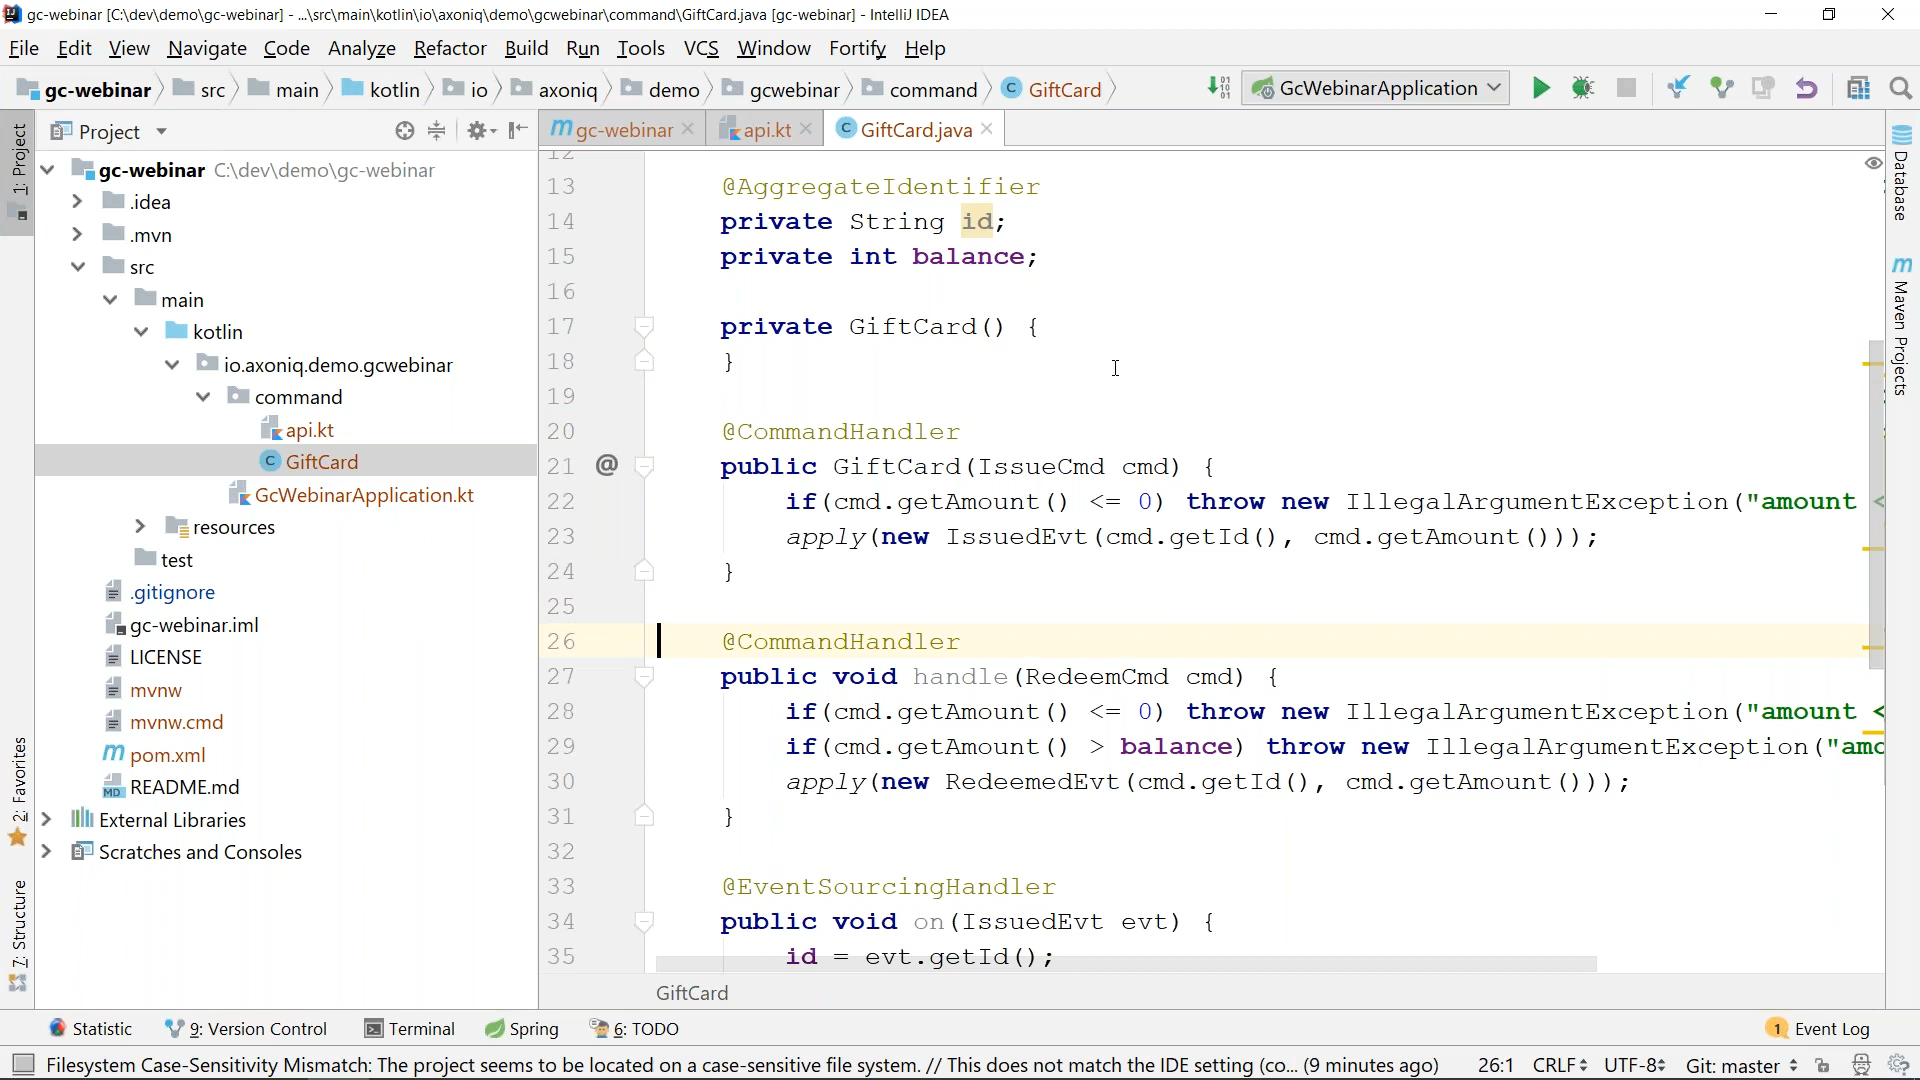 gc-webinar [C:\dev\demo\gc-webinar] - ...\src\main\kotlin\io\axoniq\demo\gcwebinar\command\GiftCard.java [gc-webinar] - IntelliJ IDEA
File Edit View Navigate Code Analyze Refactor Build Run Tools VCS Window Fortify Help
gc-webinar src main kotlin io axoniq demo gcwebinar command GiftCard GcWebinarApplication
1: Project
2: Favorites
7: Structure
Project
gc-webinar C:\dev\demo\gc-webinar
.idea
.mvn
src
main
kotlin
io.axoniq.demo.gcwebinar
command
api.kt
GiftCard
GcWebinarApplication.kt
resources
test
.gitignore
gc-webinar.iml
LICENSE
mvnw
mvnw.cmd
pom.xml
README.md
External Libraries
Scratches and Consoles
gc-webinar api.kt GiftCard.java
12
13 @AggregateIdentifier
14 private String id;
15 private int balance;
16
17 private GiftCard() {
18 }
19
20 @CommandHandler
21 @ public GiftCard(IssueCmd cmd) {
22 if(cmd.getAmount() <= 0) throw new IllegalArgumentException("amount <
23 apply(new IssuedEvt(cmd.getId(), cmd.getAmount()));
24 }
25
26 @CommandHandler
27 public void handle(RedeemCmd cmd) {
28 if(cmd.getAmount() <= 0) throw new IllegalArgumentException("amount <
29 if(cmd.getAmount() > balance) throw new IllegalArgumentException("amo
30 apply(new RedeemedEvt(cmd.getId(), cmd.getAmount()));
31 }
32
33 @EventSourcingHandler
34 public void on(IssuedEvt evt) {
35 id = evt.getId();
GiftCard
Database
Maven Projects
Statistic 9: Version Control Terminal Spring 6: TODO 1 Event Log
Filesystem Case-Sensitivity Mismatch: The project seems to be located on a case-sensitive file system. // This does not match the IDE setting (co... (9 minutes ago) 26:1 CRLF UTF-8 Git: master